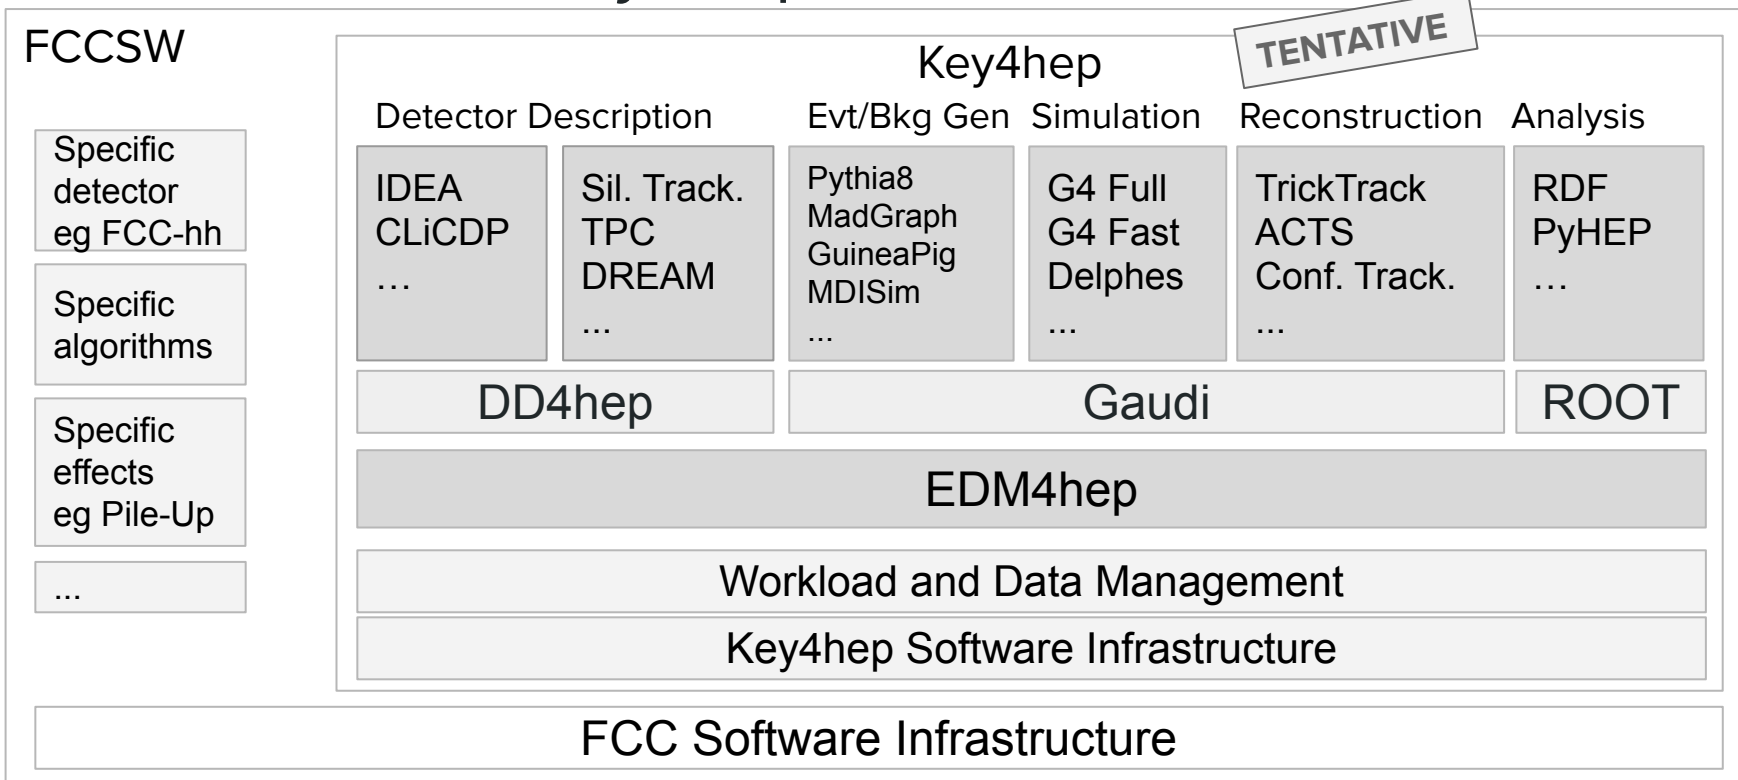 FCCSW
Specific
detector
eg FCC-hh
Specific
algorithms
Specific
effects
eg Pile-Up
...
Key4hep
TENTATIVE
Detector Description
Evt/Bkg Gen
Simulation
Reconstruction
Analysis
IDEA
CLiCDP
…
Sil. Track.
TPC
DREAM
...
Pythia8
MadGraph
GuineaPig
MDISim
...
G4 Full
G4 Fast
Delphes
...
TrickTrack
ACTS
Conf. Track.
...
RDF
PyHEP
…
DD4hep
Gaudi
ROOT
EDM4hep
Workload and Data Management
Key4hep Software Infrastructure
FCC Software Infrastructure